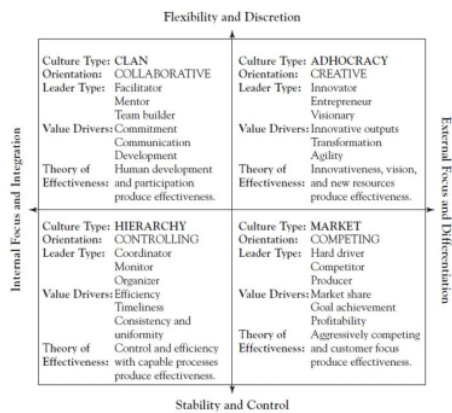 Flexibility and Discretion
Culture Type: CLAN
Orientation: COLLABORATIVE
Leader Type: Facilitator
Mentor
Team builder
Value Drivers: Commitment
Communication
Development
Theory of Human development
Effectiveness: and participation
produce effectiveness.
Culture Type: ADHOCRACY
Orientation: CREATIVE
Leader Type: Innovator
Entrepreneur
Visionary
Value Drivers: Innovative outputs
Transformation
Agility
Theory of Innovativeness, vision,
Effectiveness: and new resources
produce effectiveness.
Internal Focus and Integration
External Focus and Differentiation
Culture Type: HIERARCHY
Orientation: CONTROLLING
Leader Type: Coordinator
Monitor
Organizer
Value Drivers: Efficiency
Timeliness
Consistency and
uniformity
Theory of Control and efficiency
Effectiveness: with capable processes
produce effectiveness.
Culture Type: MARKET
Orientation: COMPETING
Leader Type: Hard driver
Competitor
Producer
Value Drivers: Market share
Goal achievement
Profitability
Theory of Aggressively competing
Effectiveness: and customer focus
produce effectiveness.
Stability and Control